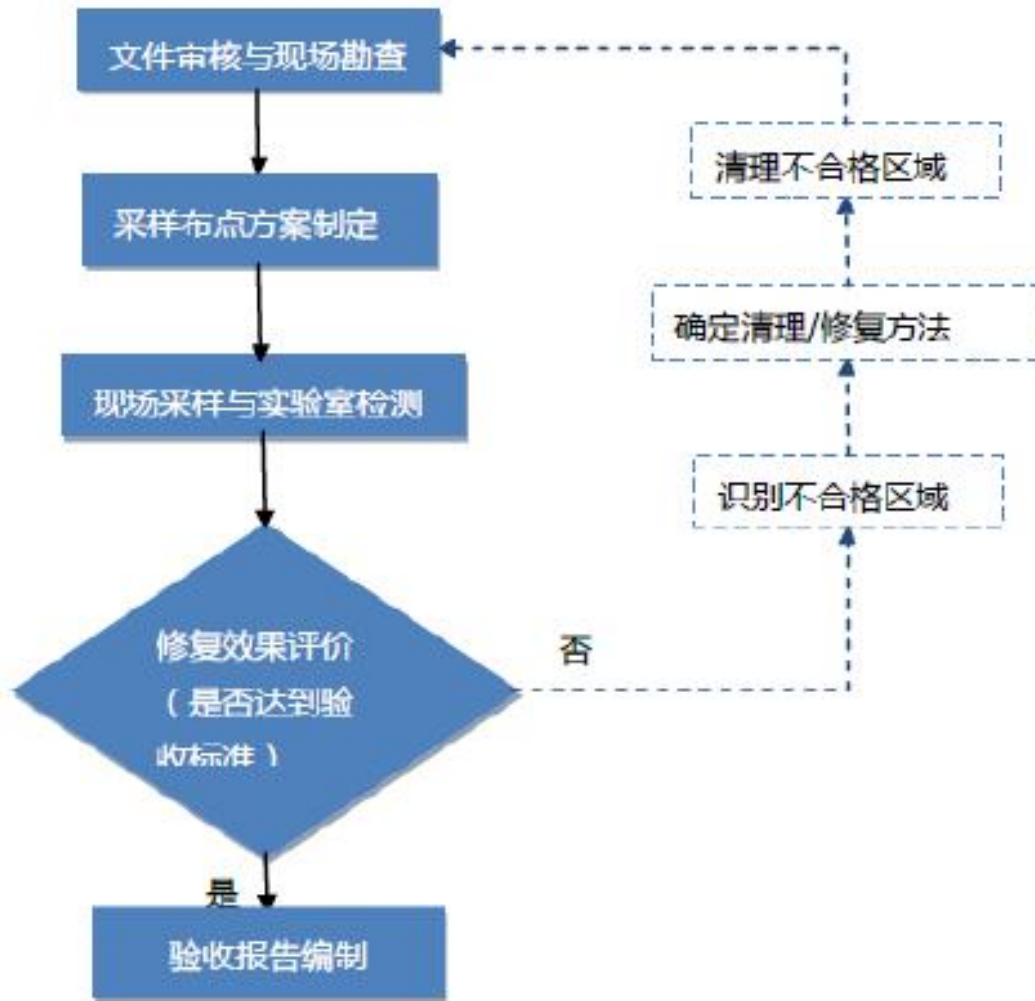 文件审核与现场勘查
清理不合格区域
采样布点方案制定
确定清理/修复方法
现场采样与实验室检测
识别不合格区域
修复效果评价
（是否达到验
收标准）
否
是
验收报告编制